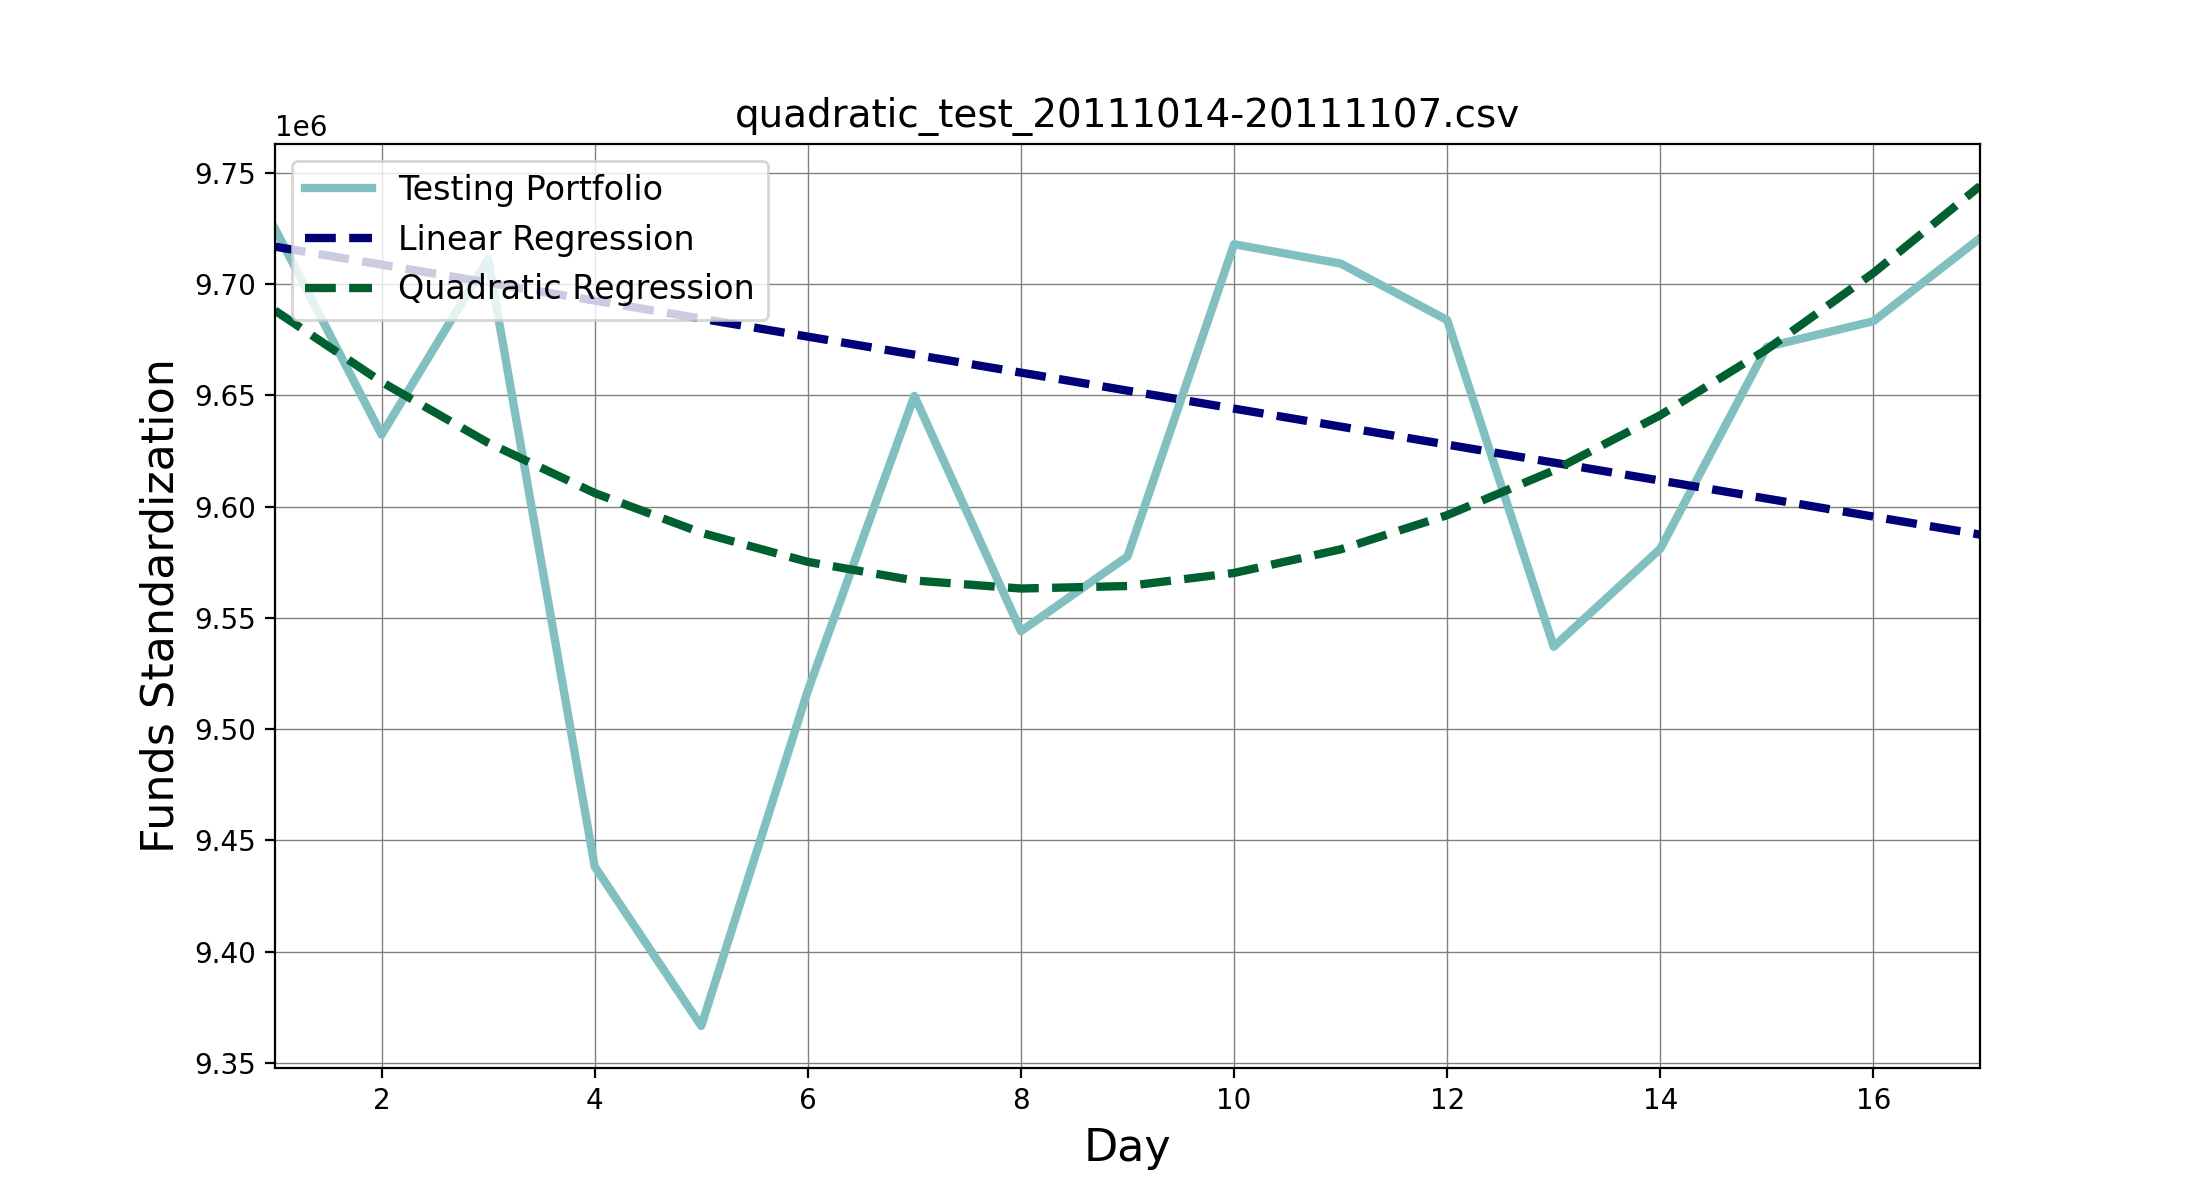 quadratic_test_20111014-20111107.csv
1e6
Testing Portfolio
Linear Regression
Quadratic Regression
Funds Standardization
9.75
9.70
9.65
9.60
9.55
9.50
9.45
9.40
9.35
2 4 6 8 10 12 14 16
Day